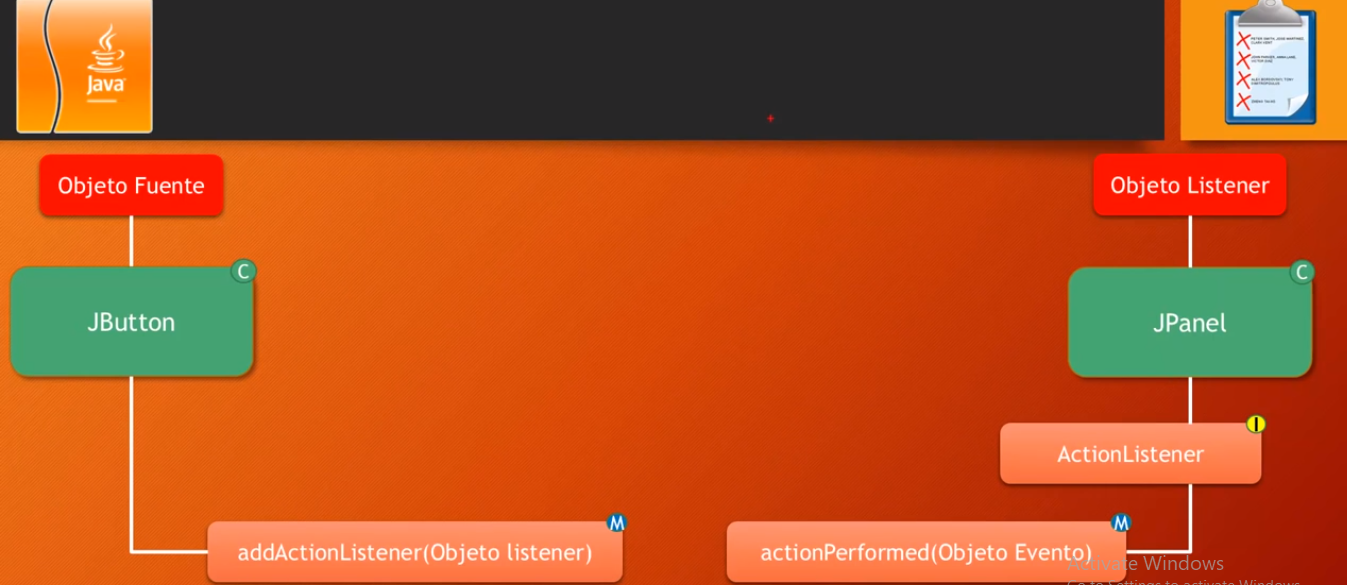 Java
Objeto Fuente
Objeto Listener
C
JButton
C
JPanel
I
ActionListener
M
addActionListener(Objeto listener)
M
actionPerformed(Objeto Evento)
Activate Windows
Go to Settings to activate Windows.